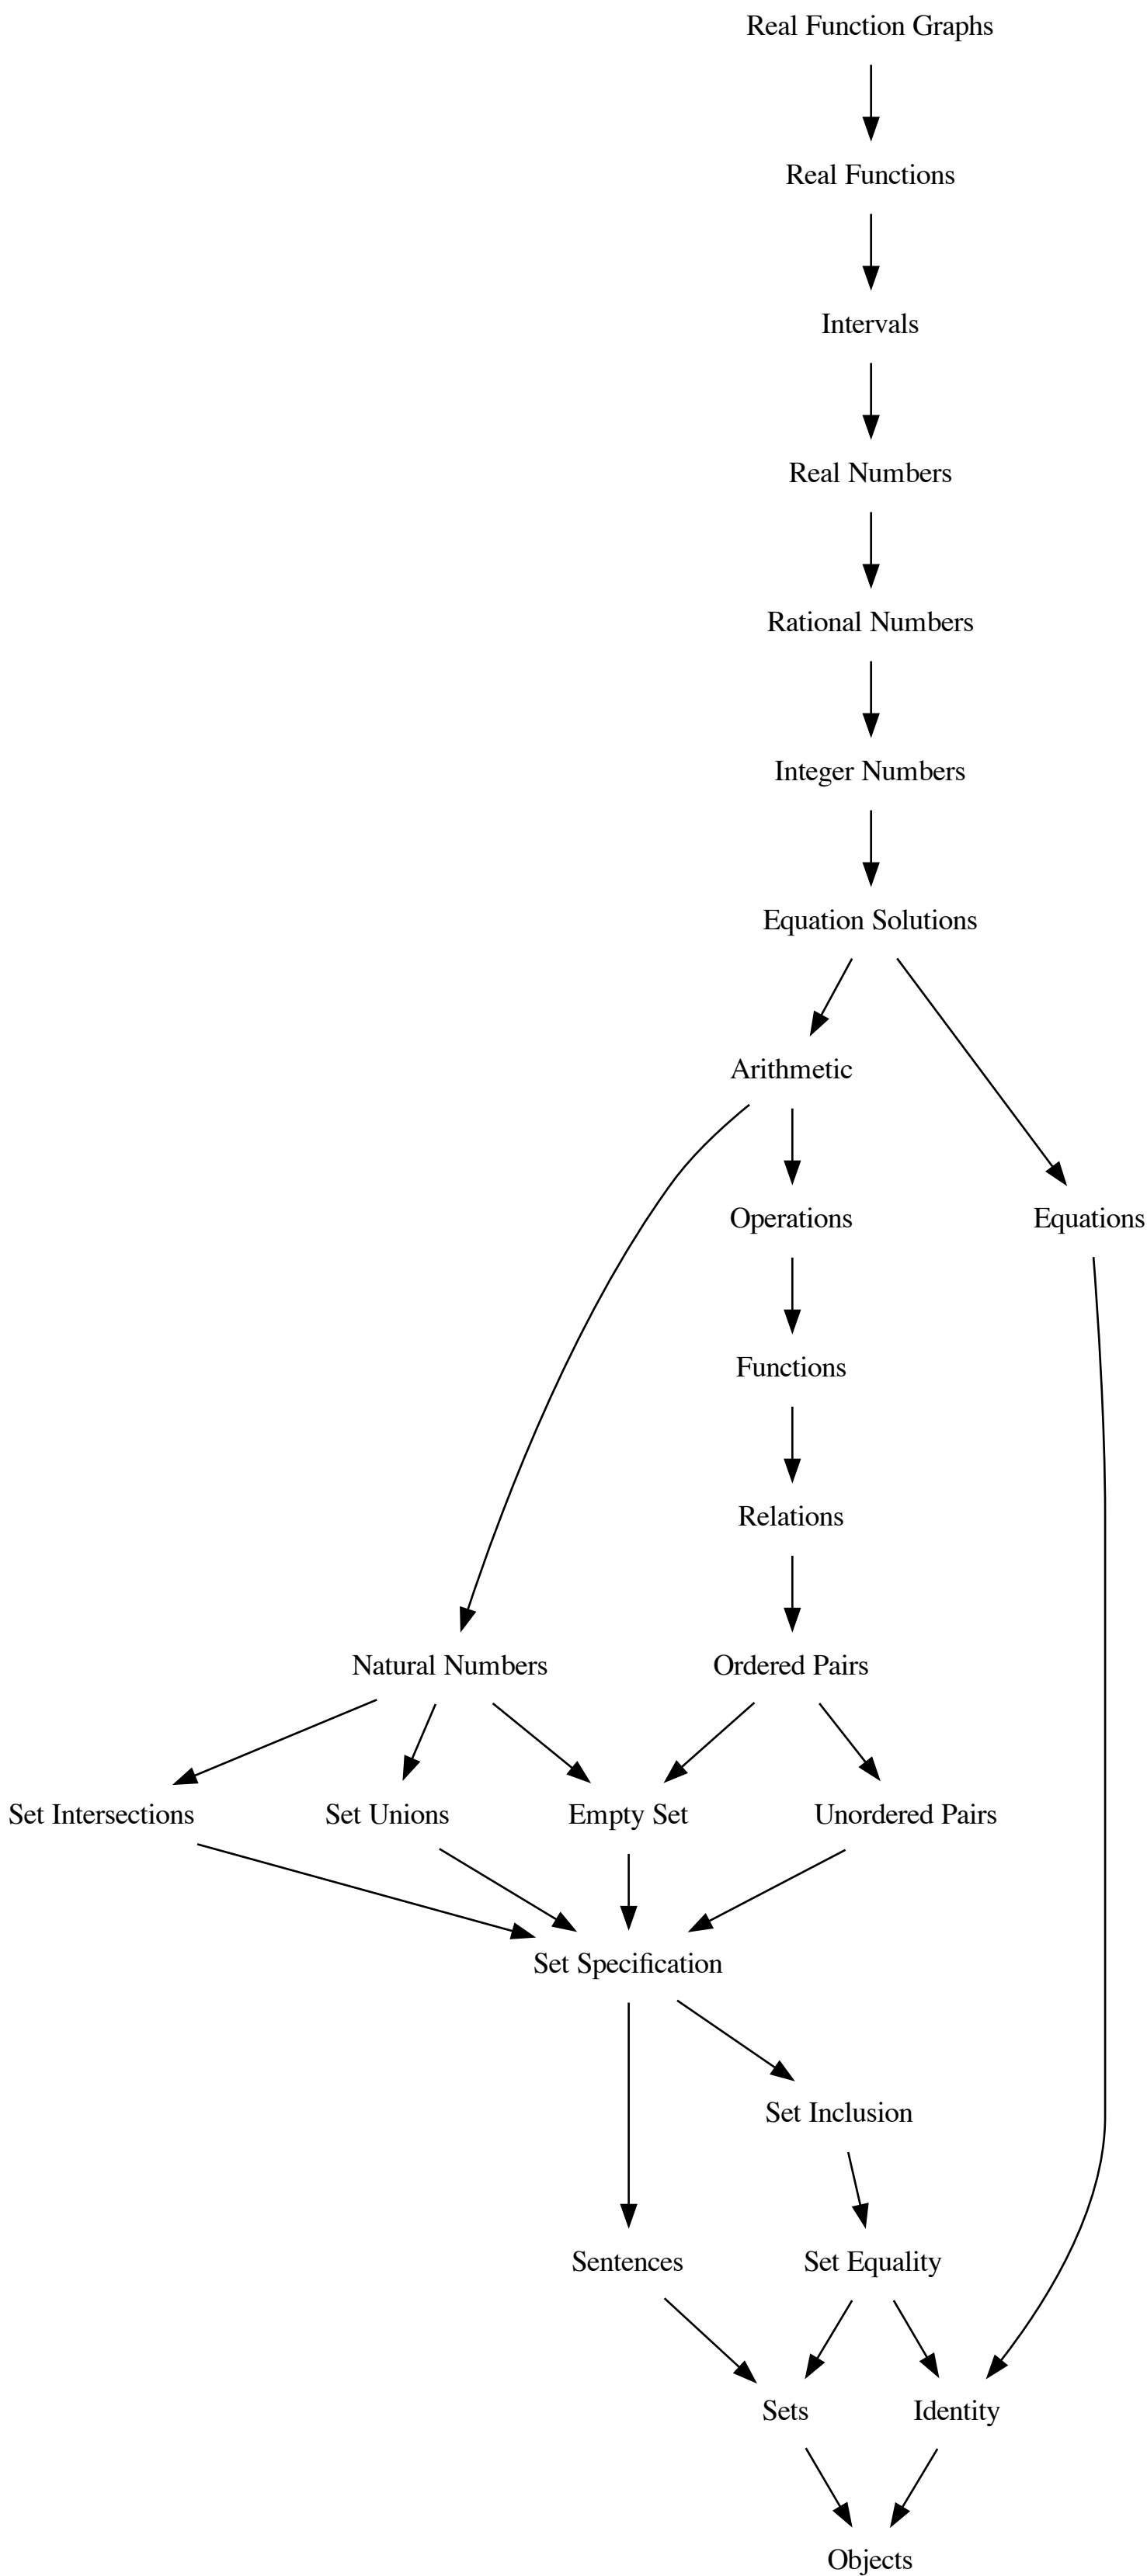 Real Function Graphs
Real Functions
Intervals
Real Numbers
Rational Numbers
Integer Numbers
Equation Solutions
Arithmetic
Operations
Equations
Functions
Relations
Natural Numbers
Ordered Pairs
Set Intersections
Set Unions
Empty Set
Unordered Pairs
Set Specification
Set Inclusion
Sentences
Set Equality
Sets
Identity
Objects